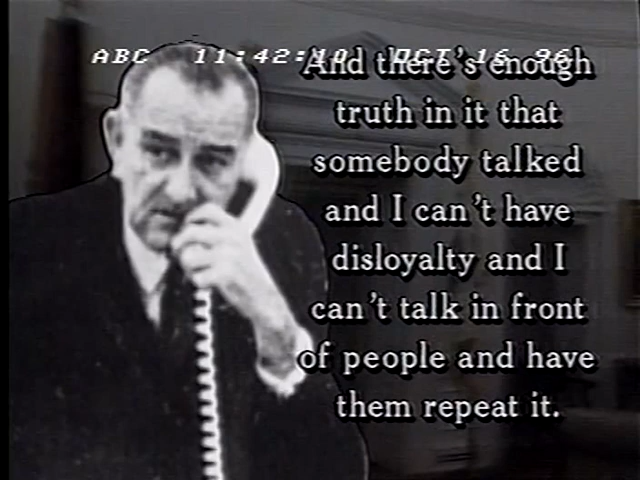 ABC 11:42:10 OCT 16 96
And there's enough
truth in it that
somebody talked
and I can't have
disloyalty and I
can't talk in front
of people and have
them repeat it.